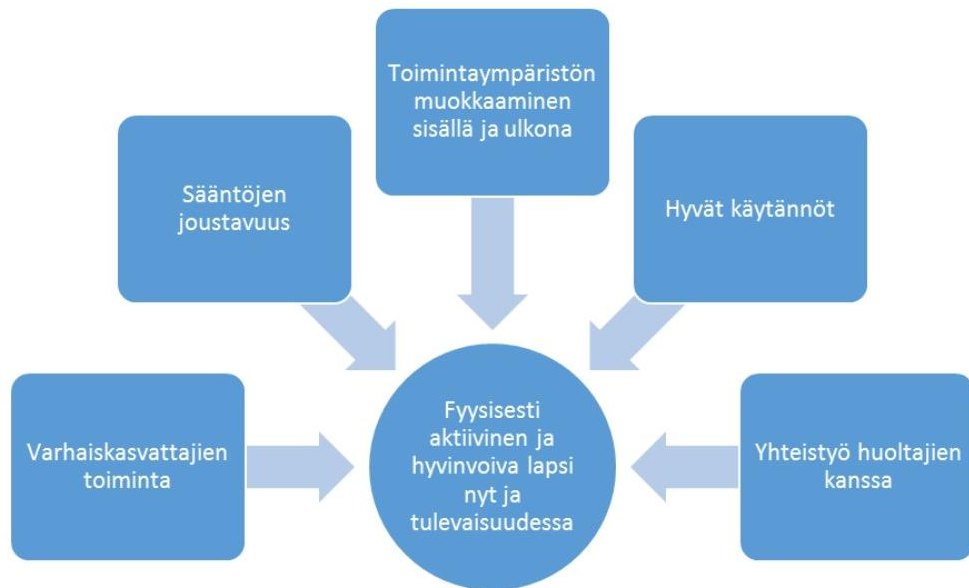 Toimintaympäristön
muokkaaminen
sisällä ja ulkona
Sääntöjen
joustavuus
Hyvät käytännöt
Varhaiskasvattajien
toiminta
Fyysisesti
aktiivinen ja
hyvinvoiva lapsi
nyt ja
tulevaisuudessa
Yhteistyö huoltajien
kanssa